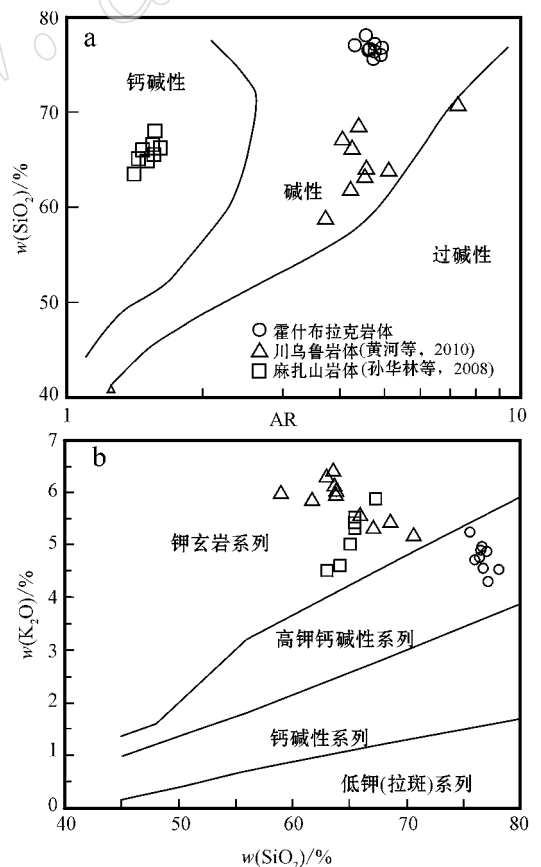 a
80
70
60
50
40
w(SiO₂)/%
钙碱性
碱性
过碱性
霍什布拉克岩体
川乌鲁岩体(黄河等, 2010)
麻扎山岩体(孙华林等, 2008)
1
AR
10
b
7
6
5
4
3
2
1
0
w(K₂O)/%
钾玄岩系列
高钾钙碱性系列
钙碱性系列
低钾(拉斑)系列
40
50
60
70
80
w(SiO₂)/%